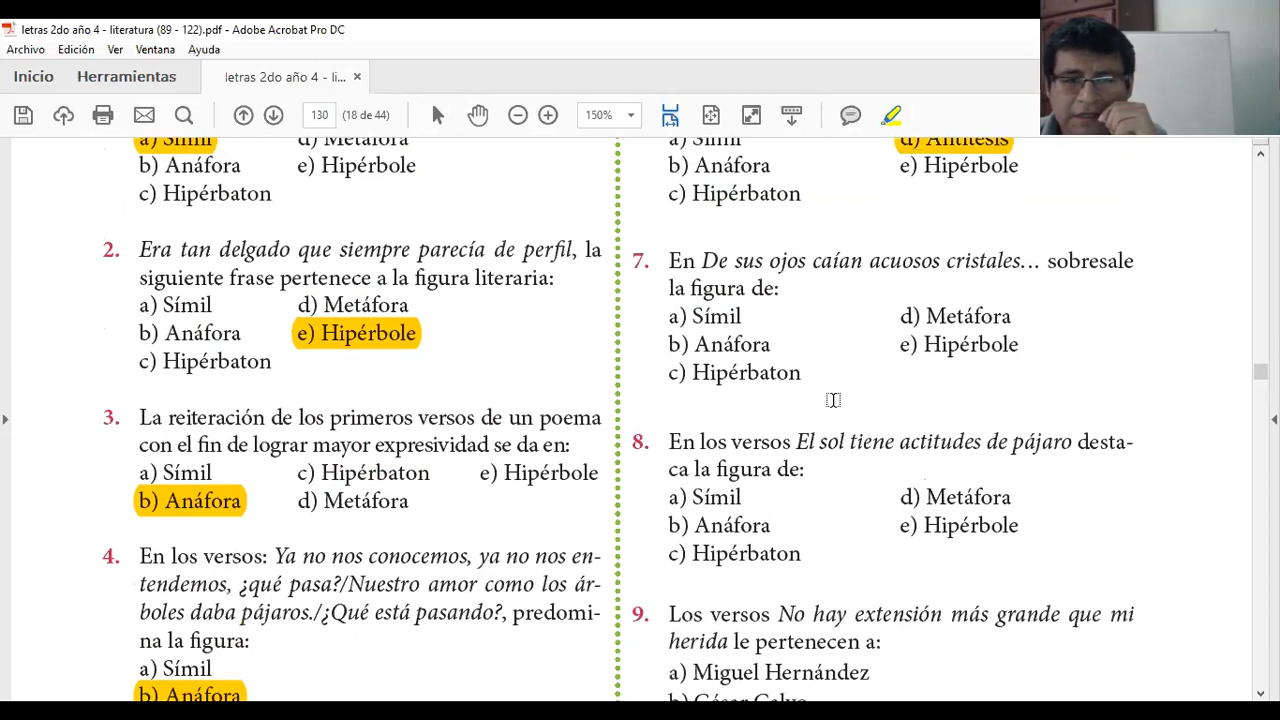 letras 2do año 4 - literatura (89 - 122).pdf - Adobe Acrobat Pro DC
Archivo Edición Ver Ventana Ayuda
Inicio Herramientas letras 2do año 4 - li... ×
130 (18 de 44) 150%
a) Símil d) Metáfora
b) Anáfora e) Hipérbole
c) Hipérbaton
2. Era tan delgado que siempre parecía de perfil, la
siguiente frase pertenece a la figura literaria:
a) Símil d) Metáfora
b) Anáfora e) Hipérbole
c) Hipérbaton
3. La reiteración de los primeros versos de un poema
con el fin de lograr mayor expresividad se da en:
a) Símil c) Hipérbaton e) Hipérbole
b) Anáfora d) Metáfora
4. En los versos: Ya no nos conocemos, ya no nos en-
tendemos, ¿qué pasa?/Nuestro amor como los ár-
boles daba pájaros./¿Qué está pasando?, predomi-
na la figura:
a) Símil
b) Anáfora
a) Símil d) Antítesis
b) Anáfora e) Hipérbole
c) Hipérbaton
7. En De sus ojos caían acuosos cristales... sobresale
la figura de:
a) Símil d) Metáfora
b) Anáfora e) Hipérbole
c) Hipérbaton
8. En los versos El sol tiene actitudes de pájaro desta-
ca la figura de:
a) Símil d) Metáfora
b) Anáfora e) Hipérbole
c) Hipérbaton
9. Los versos No hay extensión más grande que mi
herida le pertenecen a:
a) Miguel Hernández
b) César Calvo